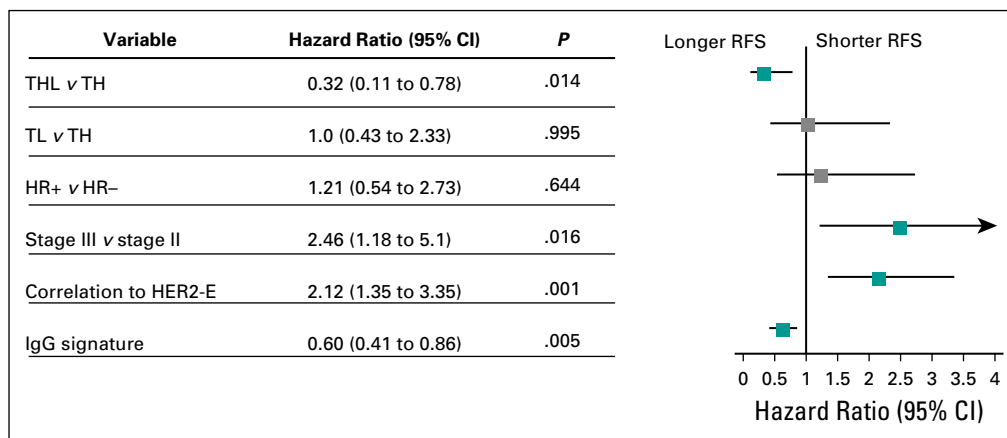 Variable Hazard Ratio (95% CI) P Longer RFS Shorter RFS
THL v TH 0.32 (0.11 to 0.78) .014
TL v TH 1.0 (0.43 to 2.33) .995
HR+ v HR− 1.21 (0.54 to 2.73) .644
Stage III v stage II 2.46 (1.18 to 5.1) .016
Correlation to HER2-E 2.12 (1.35 to 3.35) .001
IgG signature 0.60 (0.41 to 0.86) .005
0 0.5 1 1.5 2 2.5 3 3.5 4
Hazard Ratio (95% CI)